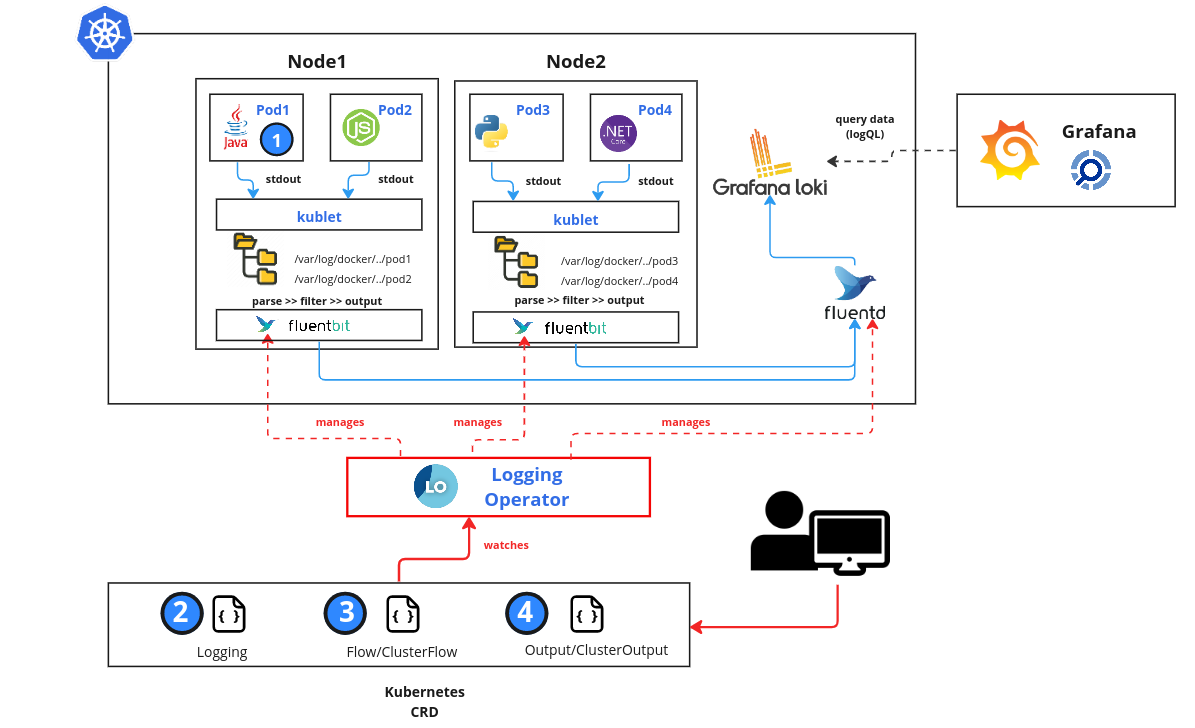 Node1
Node2
Pod1
Pod2
Pod3
Pod4
Java
1
JS
.NET
Core
stdout
stdout
stdout
stdout
kublet
kublet
/var/log/docker/../pod1
/var/log/docker/../pod2
/var/log/docker/../pod3
/var/log/docker/../pod4
parse >> filter >> output
parse >> filter >> output
fluentbit
fluentbit
query data
(logQL)
Grafana loki
Grafana
fluentd
manages
manages
manages
LO
Logging
Operator
watches
2
{ }
3
{ }
4
{ }
Logging
Flow/ClusterFlow
Output/ClusterOutput
Kubernetes
CRD